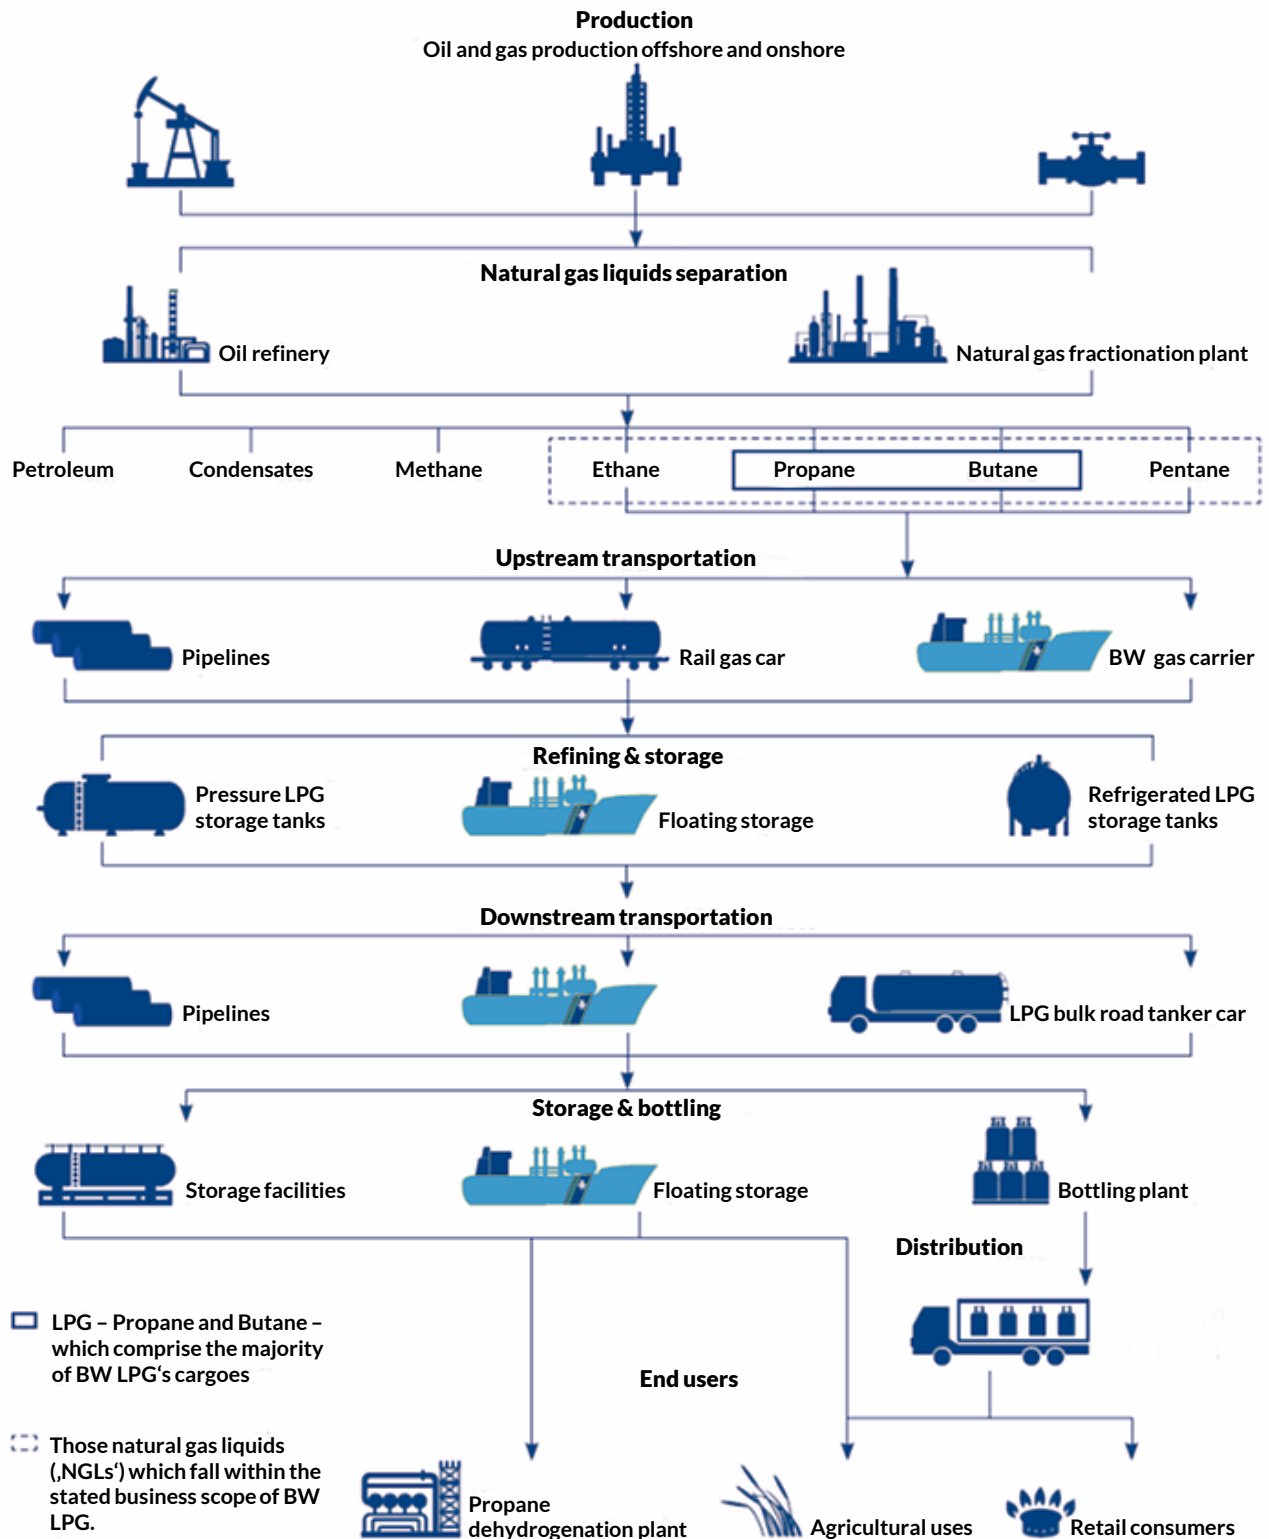 Production
Oil and gas production offshore and onshore
Natural gas liquids separation
Oil refinery
Natural gas fractionation plant
Petroleum
Condensates
Methane
Ethane
Propane
Butane
Pentane
Upstream transportation
Pipelines
Rail gas car
BW gas carrier
Refining & storage
Pressure LPG
storage tanks
Floating storage
Refrigerated LPG
storage tanks
Downstream transportation
Pipelines
LPG bulk road tanker car
Storage & bottling
Storage facilities
Floating storage
Bottling plant
Distribution
LPG – Propane and Butane –
which comprise the majority
of BW LPG‘s cargoes
End users
Those natural gas liquids
(‚NGLs‘) which fall within the
stated business scope of BW
LPG.
Propane
dehydrogenation plant
Agricultural uses
Retail consumers